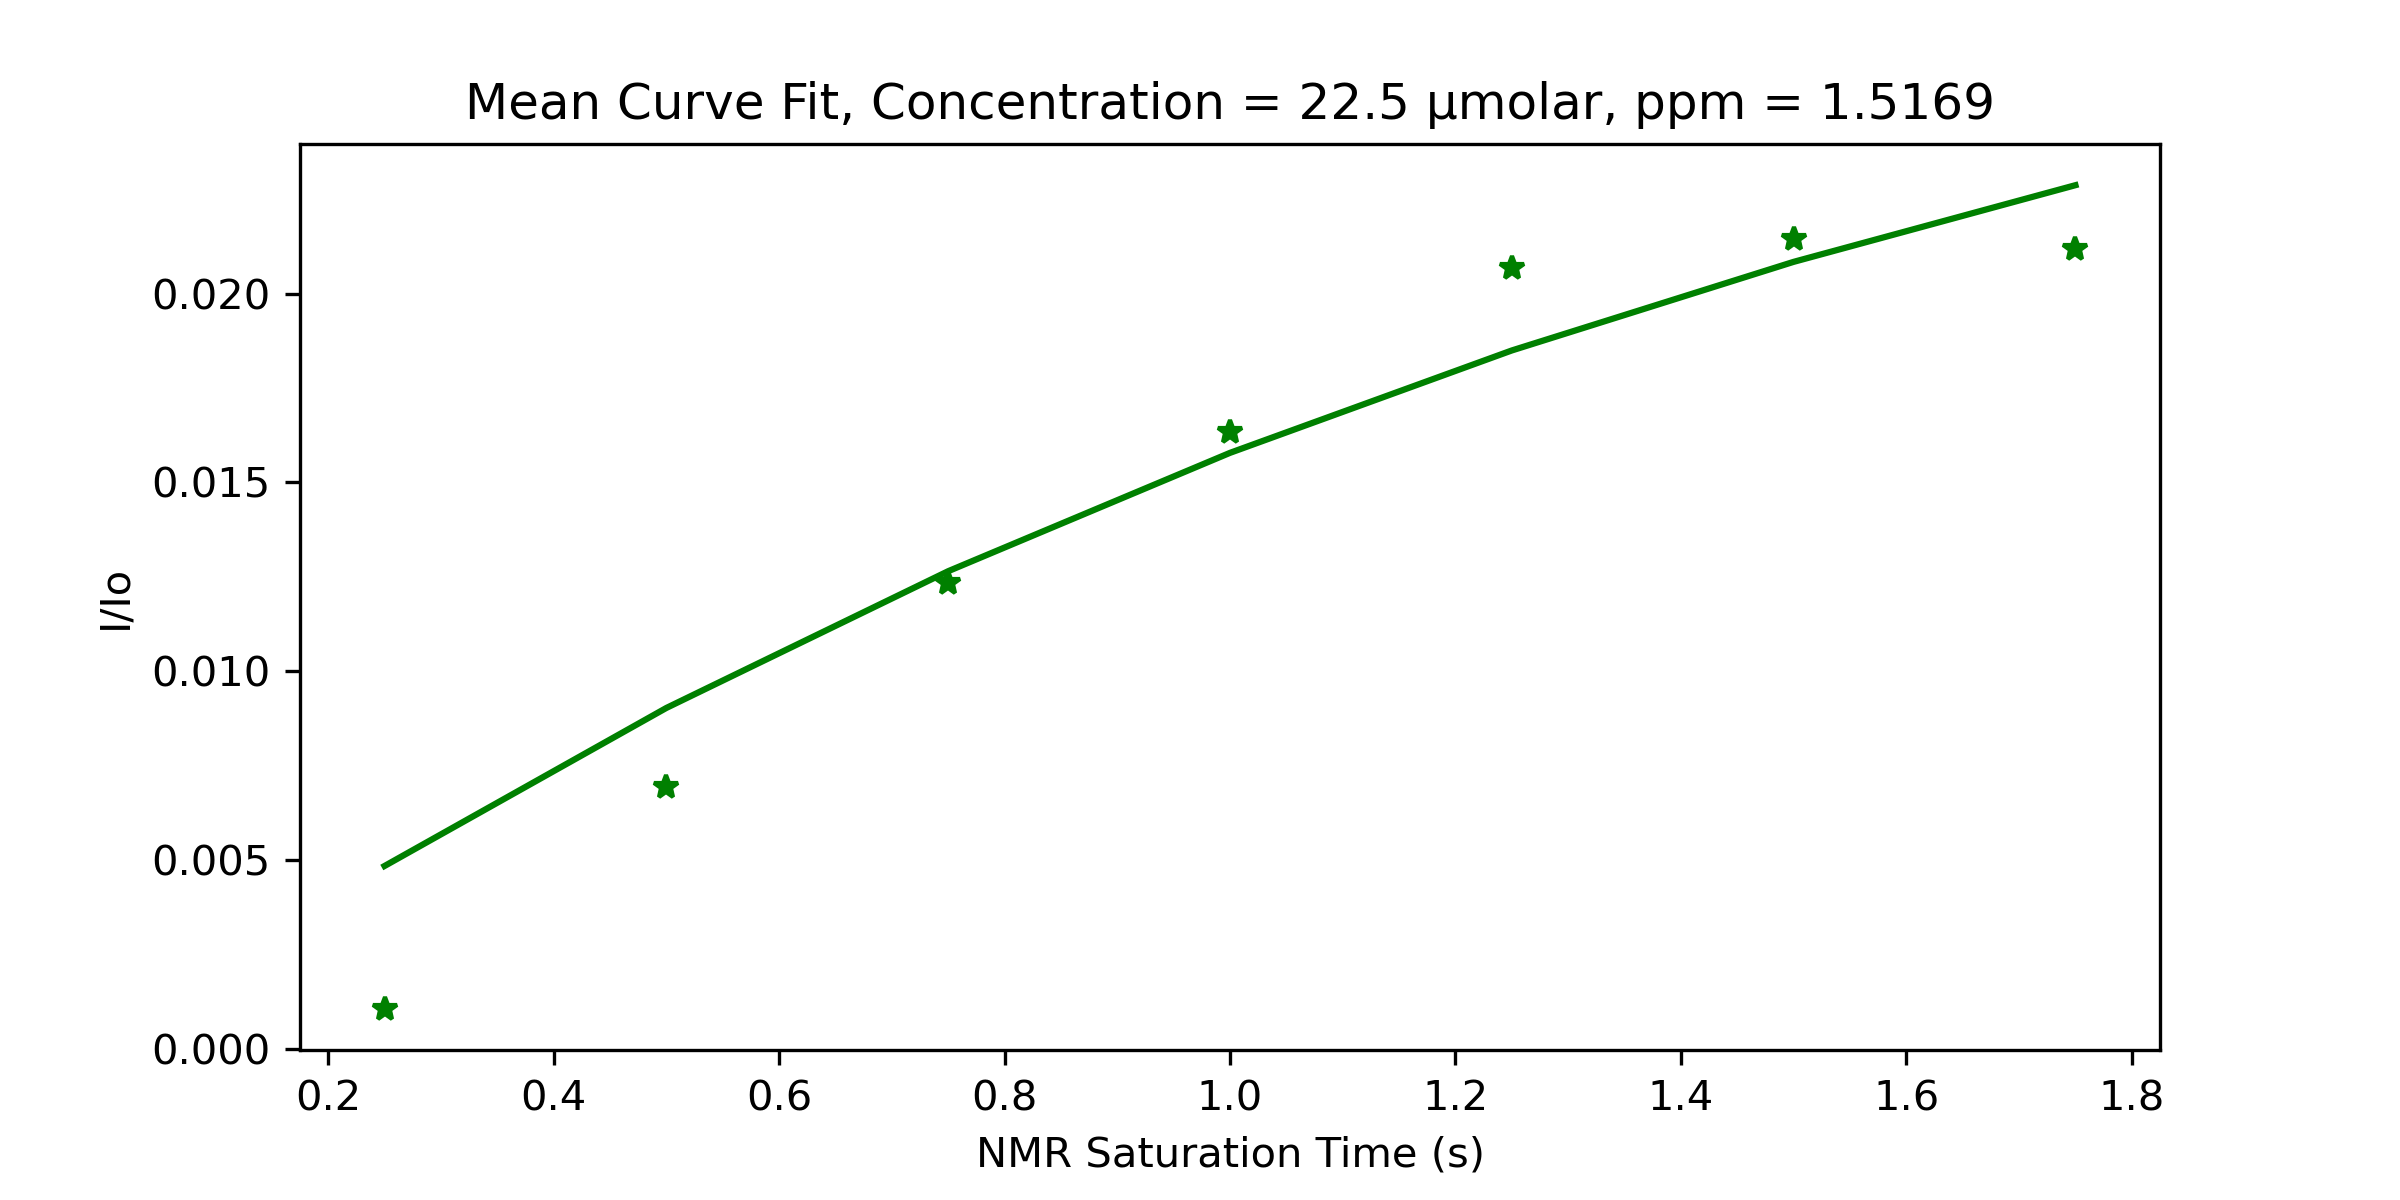 Mean Curve Fit, Concentration = 22.5 µmolar, ppm = 1.5169
0.020
0.015
0.010
0.005
0.000
I/Io
0.2 0.4 0.6 0.8 1.0 1.2 1.4 1.6 1.8
NMR Saturation Time (s)